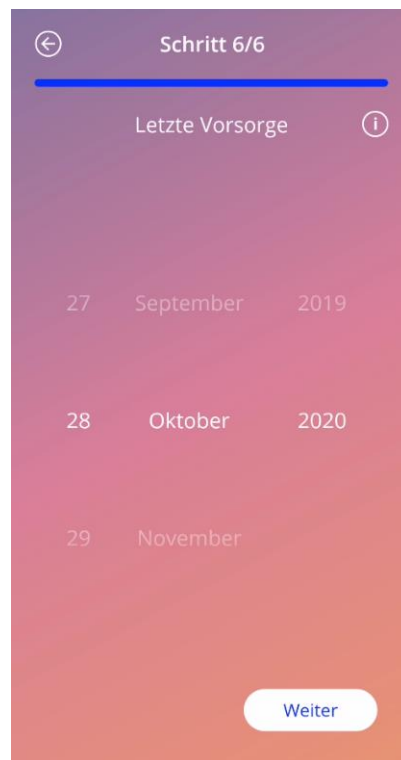 Schritt 6/6
Letzte Vorsorge i
27 September 2019
28 Oktober 2020
29 November
Weiter